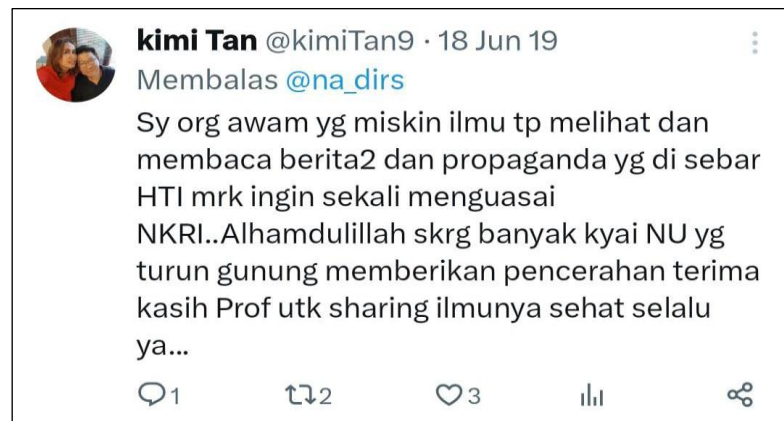 kimi Tan @kimiTan9 · 18 Jun 19
Membalas @na_dirs
Sy org awam yg miskin ilmu tp melihat dan
membaca berita2 dan propaganda yg di sebar
HTI mrk ingin sekali menguasai
NKRI..Alhamdulillah skrg banyak kyai NU yg
turun gunung memberikan pencerahan terima
kasih Prof utk sharing ilmunya sehat selalu
ya...
1 2 3